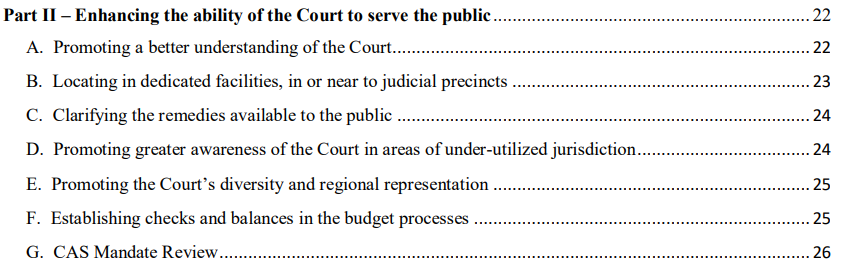 Part II – Enhancing the ability of the Court to serve the public........................................................................ 22
A. Promoting a better understanding of the Court.............................................................................................. 22
B. Locating in dedicated facilities, in or near to judicial precincts .................................................................... 23
C. Clarifying the remedies available to the public ............................................................................................. 24
D. Promoting greater awareness of the Court in areas of under-utilized jurisdiction........................................ 24
E. Promoting the Court’s diversity and regional representation ........................................................................ 25
F. Establishing checks and balances in the budget processes ............................................................................ 25
G. CAS Mandate Review..................................................................................................................................... 26